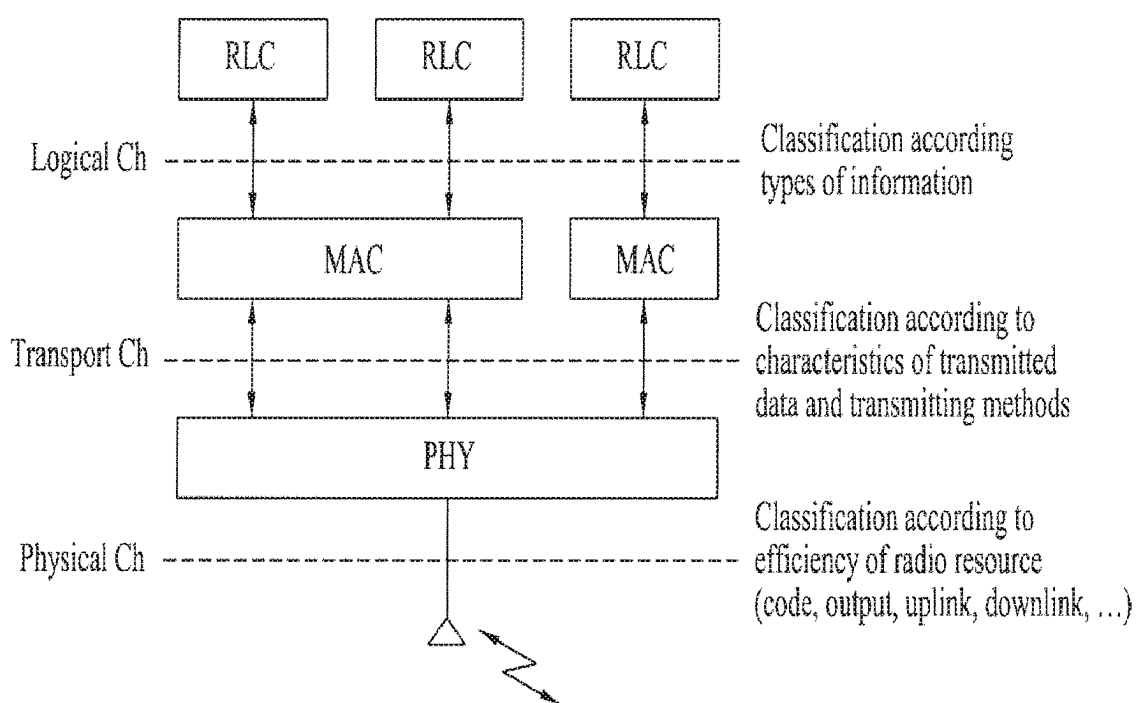 RLC RLC RLC
Logical Ch
Classification according
types of information
MAC MAC
Transport Ch
Classification according to
characteristics of transmitted
data and transmitting methods
PHY
Physical Ch
Classification according to
efficiency of radio resource
(code, output, uplink, downlink, ...)